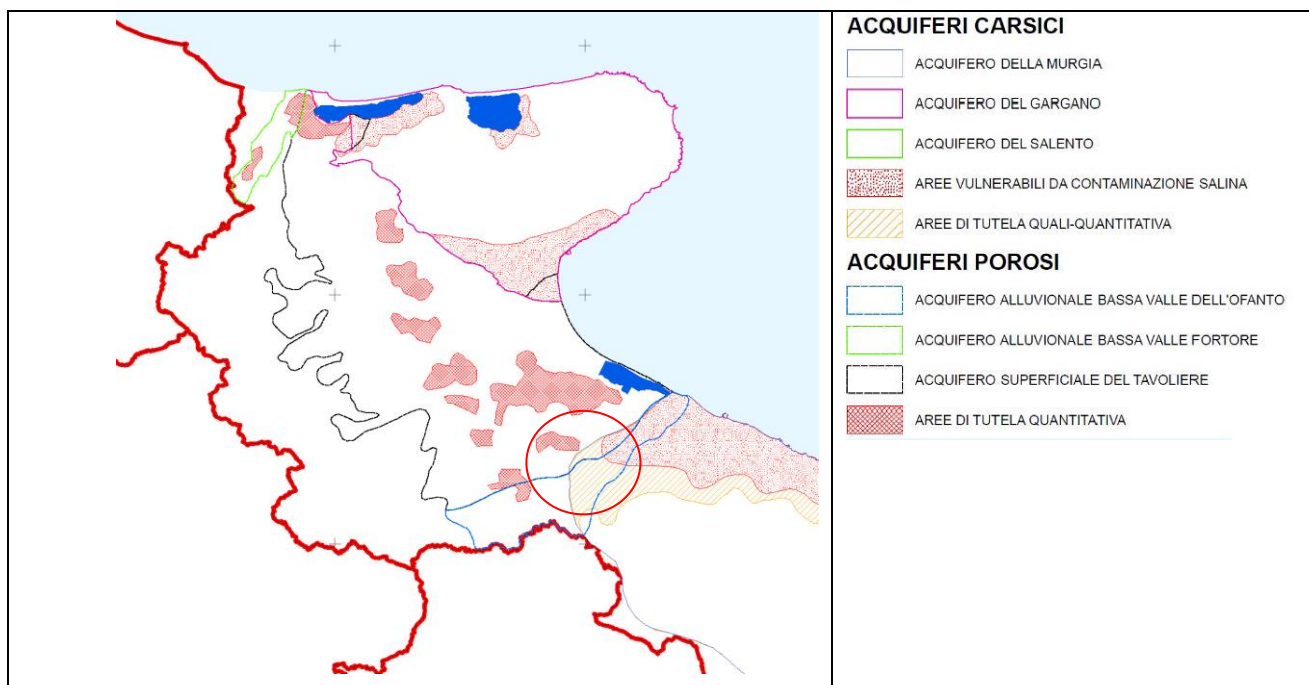 ACQUIFERI CARSICI
ACQUIFERO DELLA MURGIA
ACQUIFERO DEL GARGANO
ACQUIFERO DEL SALENTO
AREE VULNERABILI DA CONTAMINAZIONE SALINA
AREE DI TUTELA QUALI-QUANTITATIVA
ACQUIFERI POROSI
ACQUIFERO ALLUVIONALE BASSA VALLE DELL'OFANTO
ACQUIFERO ALLUVIONALE BASSA VALLE FORTORE
ACQUIFERO SUPERFICIALE DEL TAVOLIERE
AREE DI TUTELA QUANTITATIVA